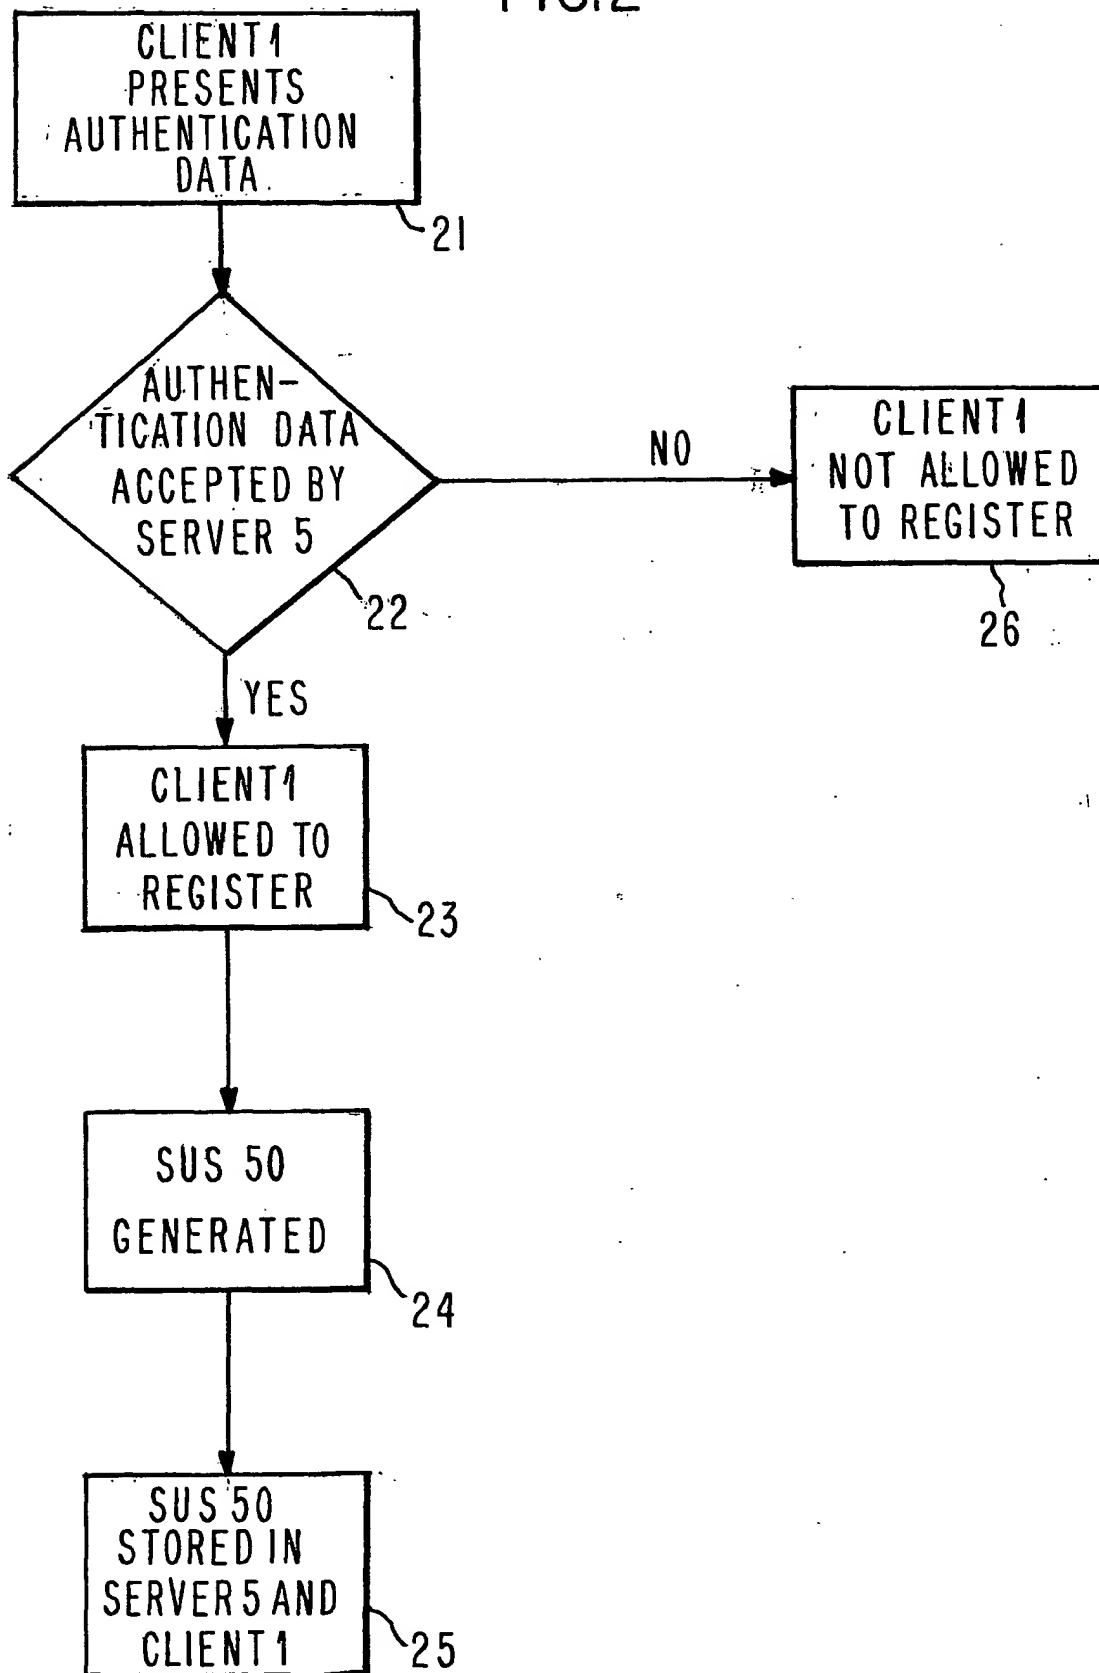 CLIENT 1
PRESENTS
AUTHENTICATION
DATA
21
AUTHEN-
TICATION DATA
ACCEPTED BY
SERVER 5
22
NO
CLIENT 1
NOT ALLOWED
TO REGISTER
26
YES
CLIENT 1
ALLOWED TO
REGISTER
23
SUS 50
GENERATED
24
SUS 50
STORED IN
SERVER 5 AND
CLIENT 1
25